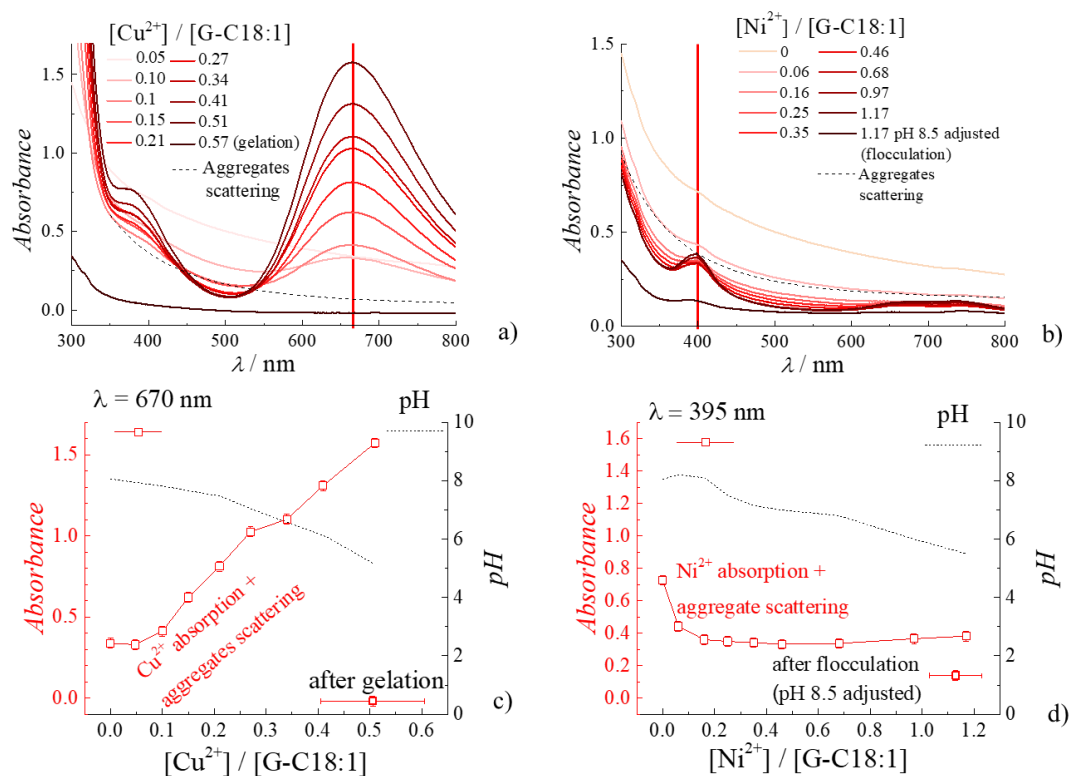 [Cu²⁺] / [G-C18:1]
0.05
0.10
0.1
0.15
0.21
0.27
0.34
0.41
0.51
0.57 (gelation)
Aggregates
scattering
Absorbance
1.5
1.0
0.5
0.0
300 400 500 600 700 800
λ / nm
a)
[Ni²⁺] / [G-C18:1]
0
0.06
0.16
0.25
0.35
0.46
0.68
0.97
1.17
1.17 pH 8.5 adjusted
(flocculation)
Aggregates
scattering
Absorbance
1.5
1.0
0.5
0.0
300 400 500 600 700 800
λ / nm
b)
λ = 670 nm
pH
Absorbance
1.5
1.0
0.5
0.0
10
8
6
4
2
0
pH
Cu²⁺ absorption +
aggregates scattering
after gelation
0.0 0.1 0.2 0.3 0.4 0.5 0.6
[Cu²⁺] / [G-C18:1]
c)
λ = 395 nm
pH
Absorbance
1.6
1.4
1.2
1.0
0.8
0.6
0.4
0.2
0.0
10
8
6
4
2
0
pH
Ni²⁺ absorption +
aggregate scattering
after flocculation
(pH 8.5 adjusted)
0.0 0.2 0.4 0.6 0.8 1.0 1.2
[Ni²⁺] / [G-C18:1]
d)